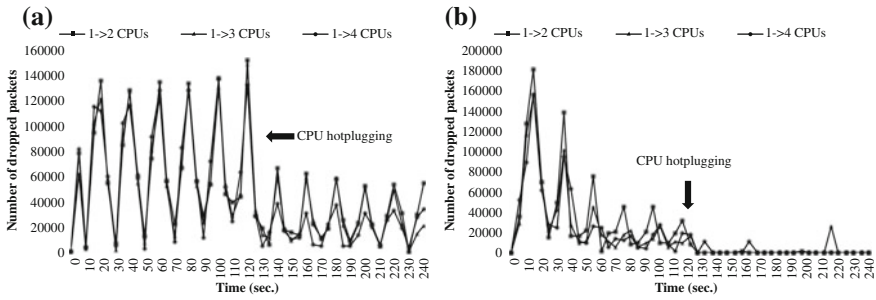 (a)
1->2 CPUs 1->3 CPUs 1->4 CPUs
Number of dropped packets
160000
140000
120000
100000
80000
60000
40000
20000
0
CPU hotplugging
0 10 20 30 40 50 60 70 80 90 100 110 120 130 140 150 160 170 180 190 200 210 220 230 240
Time (sec.)
(b)
1->2 CPUs 1->3 CPUs 1->4 CPUs
Number of dropped packets
200000
180000
160000
140000
120000
100000
80000
60000
40000
20000
0
CPU hotplugging
0 10 20 30 40 50 60 70 80 90 100 110 120 130 140 150 160 170 180 190 200 210 220 230 240
Time (sec.)